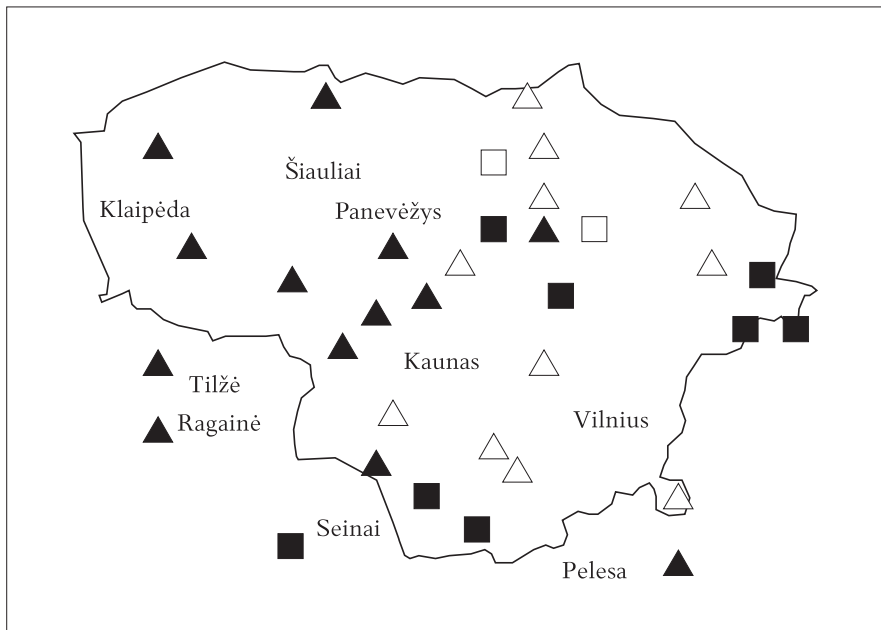 Šiauliai
Klaipėda
Panevėžys
Kaunas
Tilžė
Ragainė
Vilnius
Seinai
Pelesa